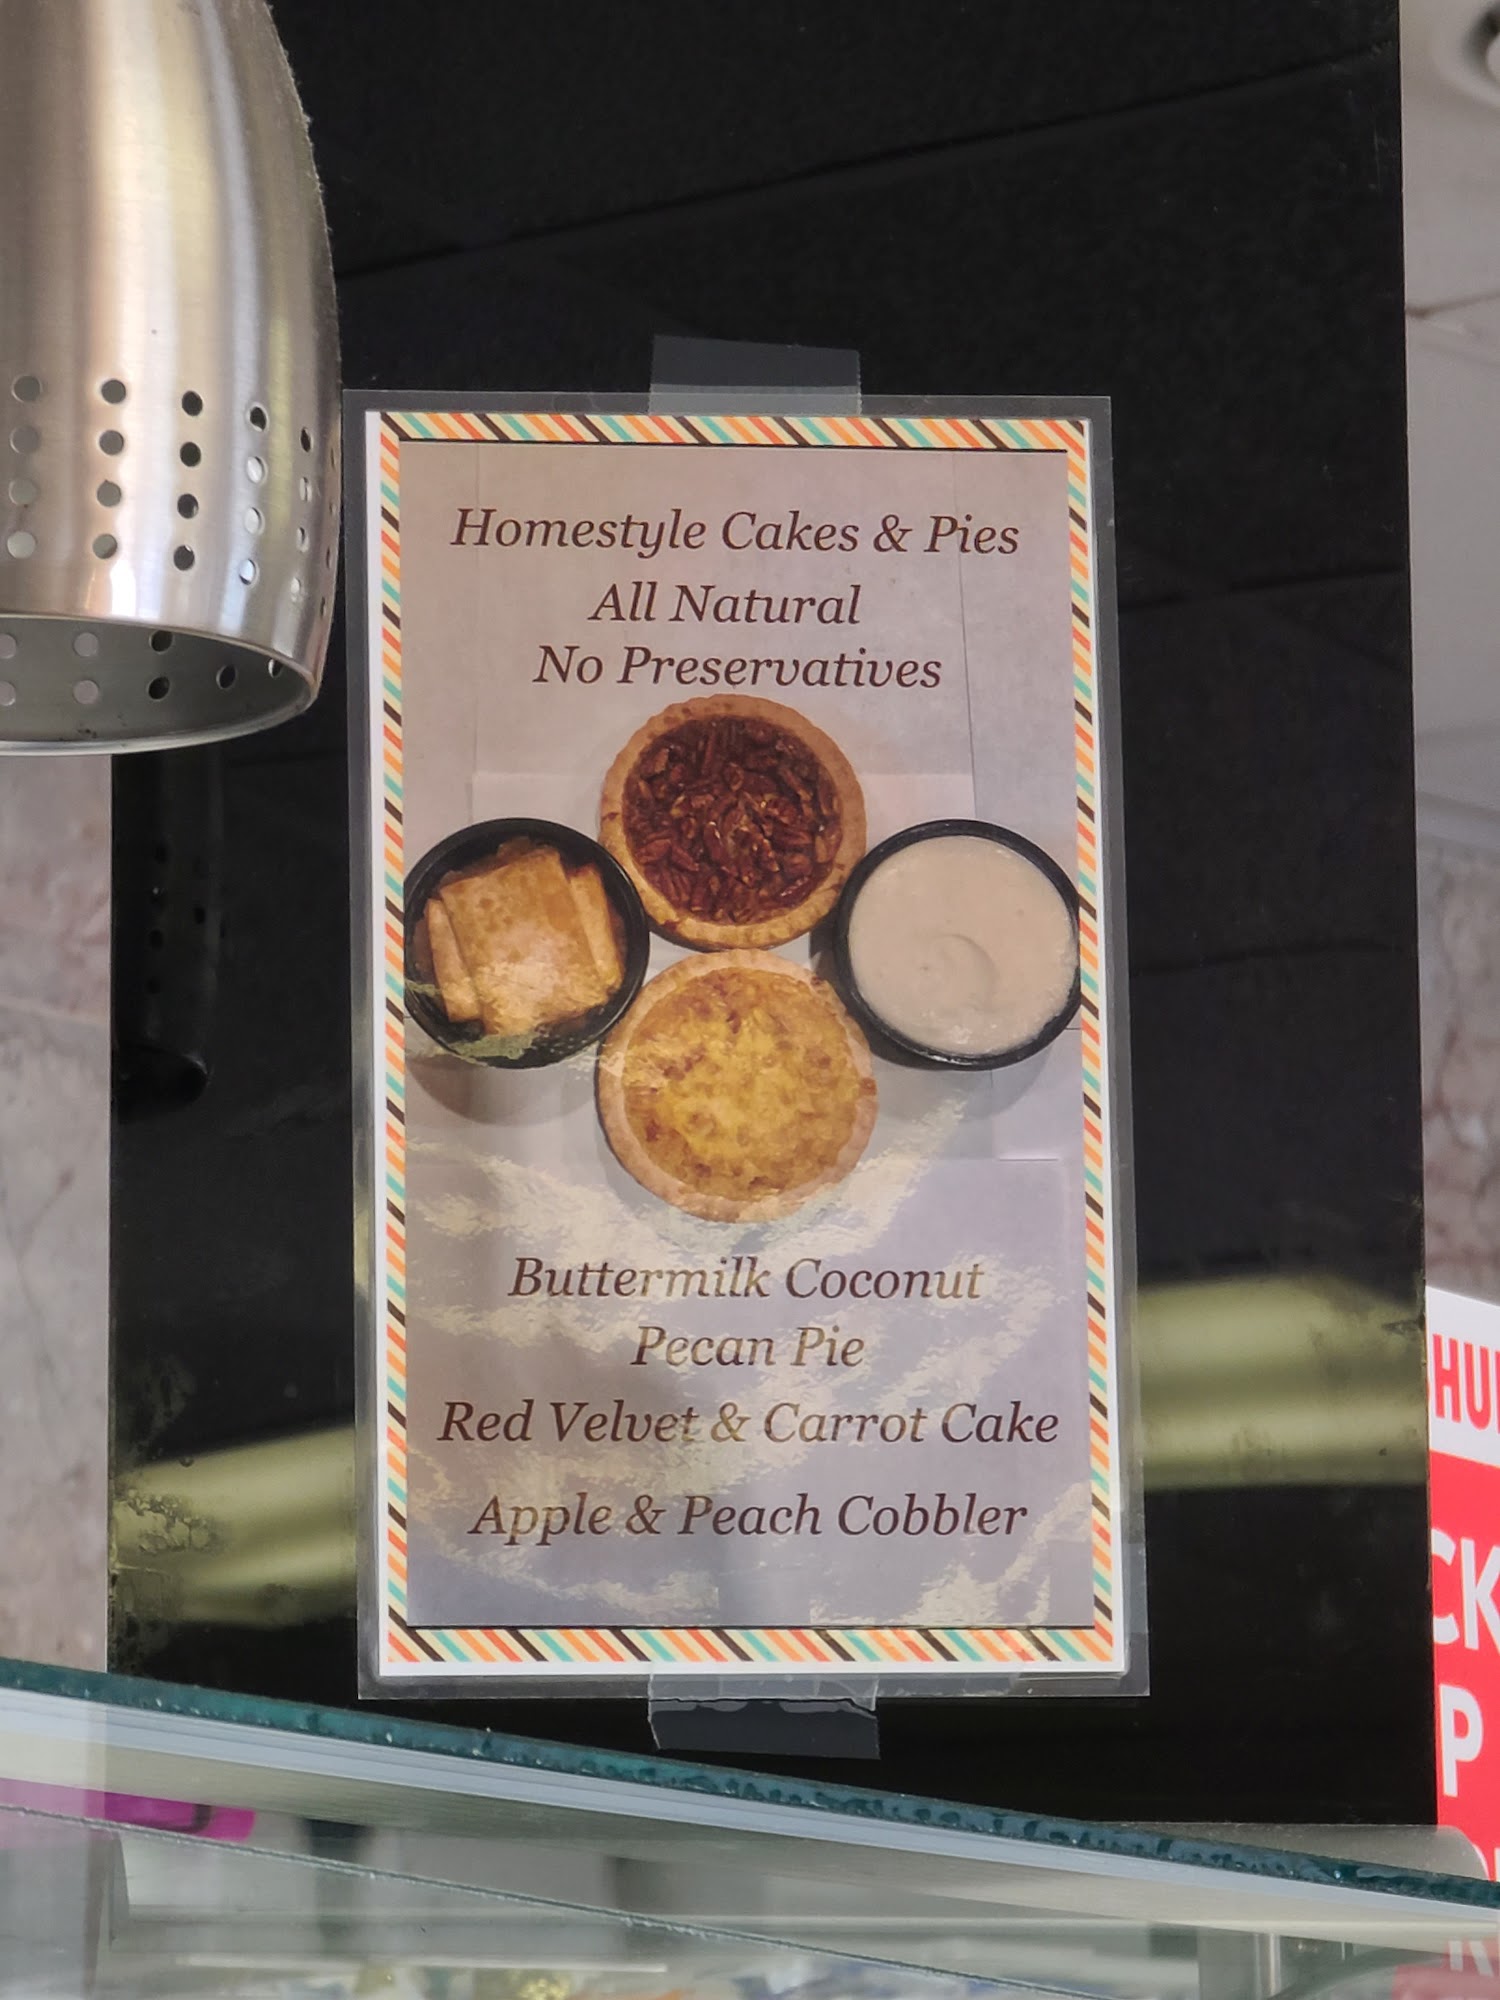 Homestyle Cakes & Pies
All Natural
No Preservatives
Buttermilk Coconut
Pecan Pie
Red Velvet & Carrot Cake
Apple & Peach Cobbler